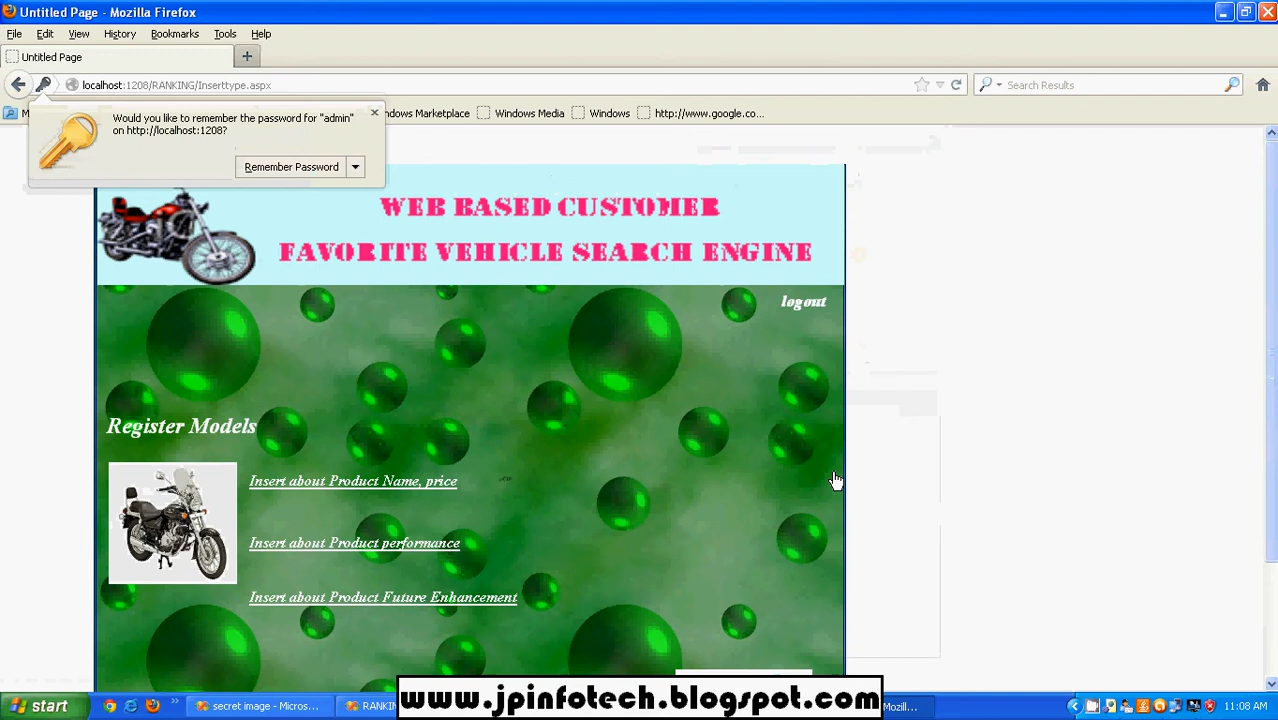 Untitled Page - Mozilla Firefox
File Edit View History Bookmarks Tools Help
Untitled Page
localhost:1208/RANKING/Inserttype.aspx
Search Results
Windows Media
Windows
http://www.google.co...
Would you like to remember the password for "admin"
on http://localhost:1208?
Remember Password
WEB BASED CUSTOMER
FAVORITE VEHICLE SEARCH ENGINE
logout
Register Models
Insert about Product Name, price
Insert about Product performance
Insert about Product Future Enhancement
www.jpinfotech.blogspot.com
start
secret image - Micros...
11:08 AM